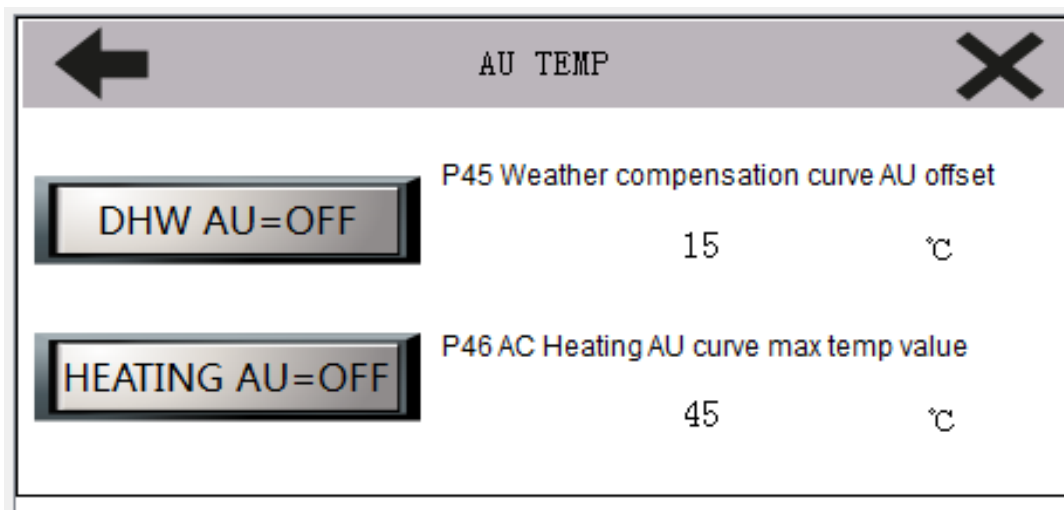 AU TEMP
DHW AU=OFF
P45 Weather compensation curve AU offset
15 ℃
HEATING AU=OFF
P46 AC Heating AU curve max temp value
45 ℃